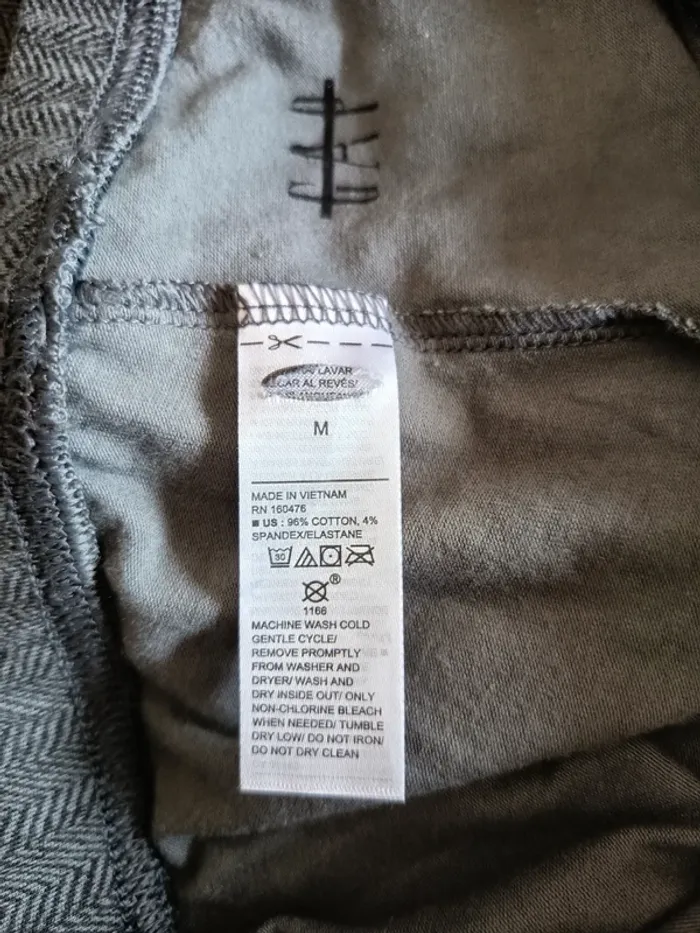 LAVAR
AL REVÉS/
M
MADE IN VIETNAM
RN 160476
US : 96% COTTON, 4%
SPANDEX/ELASTANE
30
®
1166
MACHINE WASH COLD
GENTLE CYCLE/
REMOVE PROMPTLY
FROM WASHER AND
DRYER/ WASH AND
DRY INSIDE OUT/ ONLY
NON-CHLORINE BLEACH
WHEN NEEDED/ TUMBLE
DRY LOW/ DO NOT IRON/
DO NOT DRY CLEAN